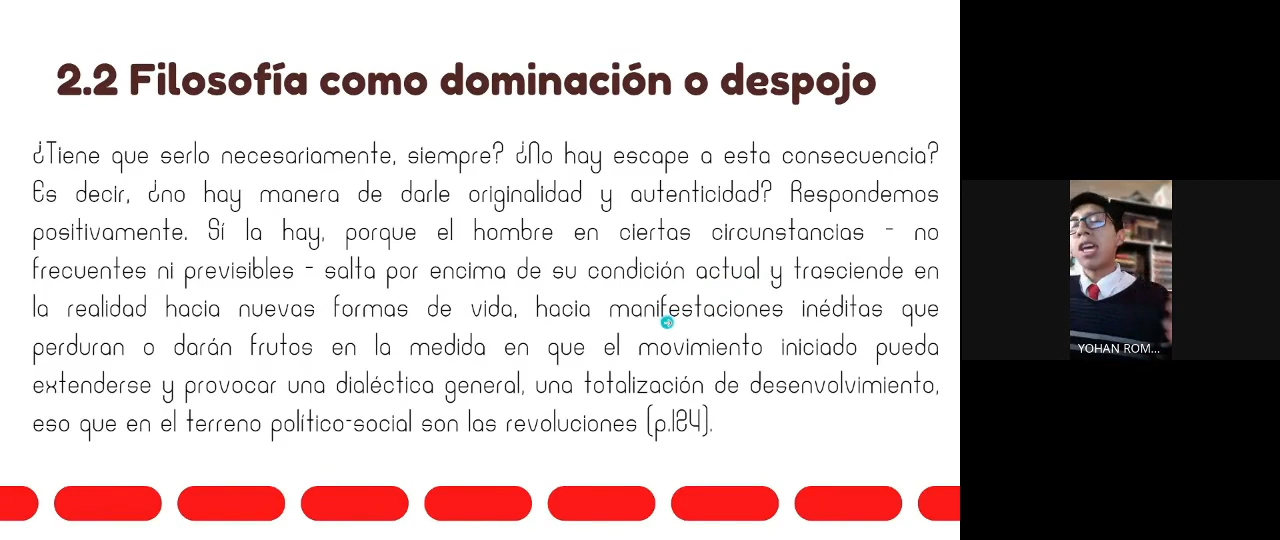 2.2 Filosofía como dominación o despojo
¿Tiene que serlo necesariamente, siempre? ¿No hay escape a esta consecuencia?
Es decir, ¿no hay manera de darle originalidad y autenticidad? Respondemos
positivamente. Sí la hay, porque el hombre en ciertas circunstancias - no
frecuentes ni previsibles - salta por encima de su condición actual y trasciende en
la realidad hacia nuevas formas de vida, hacia manifestaciones inéditas que
perduran o darán frutos en la medida en que el movimiento iniciado pueda
extenderse y provocar una dialéctica general, una totalización de desenvolvimiento,
eso que en el terreno político-social son las revoluciones (p.124).
YOHAN ROM...